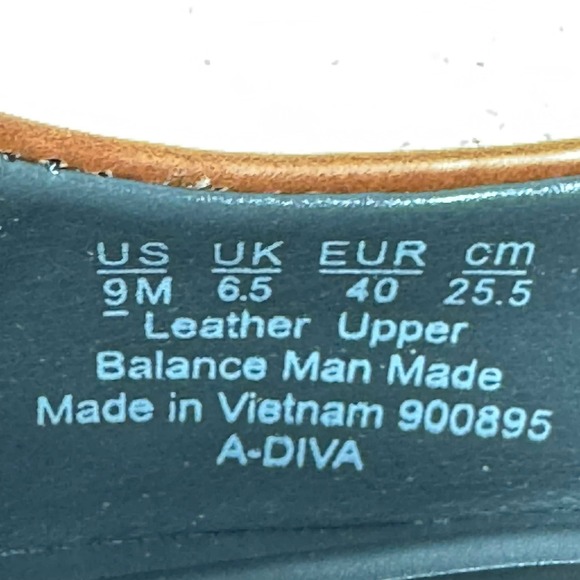 US UK EUR cm
9M 6.5 40 25.5
Leather Upper
Balance Man Made
Made in Vietnam 900895
A-DIVA